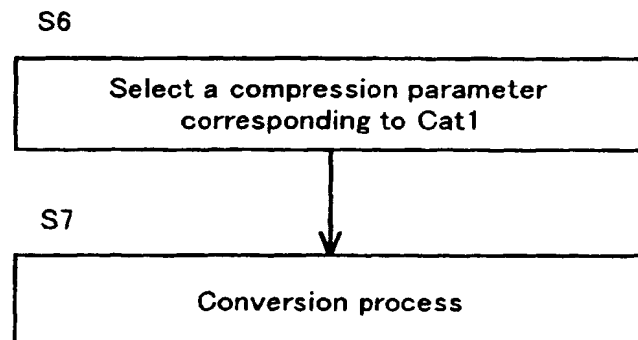 S6
Select a compression parameter
corresponding to Cat1
S7
Conversion process